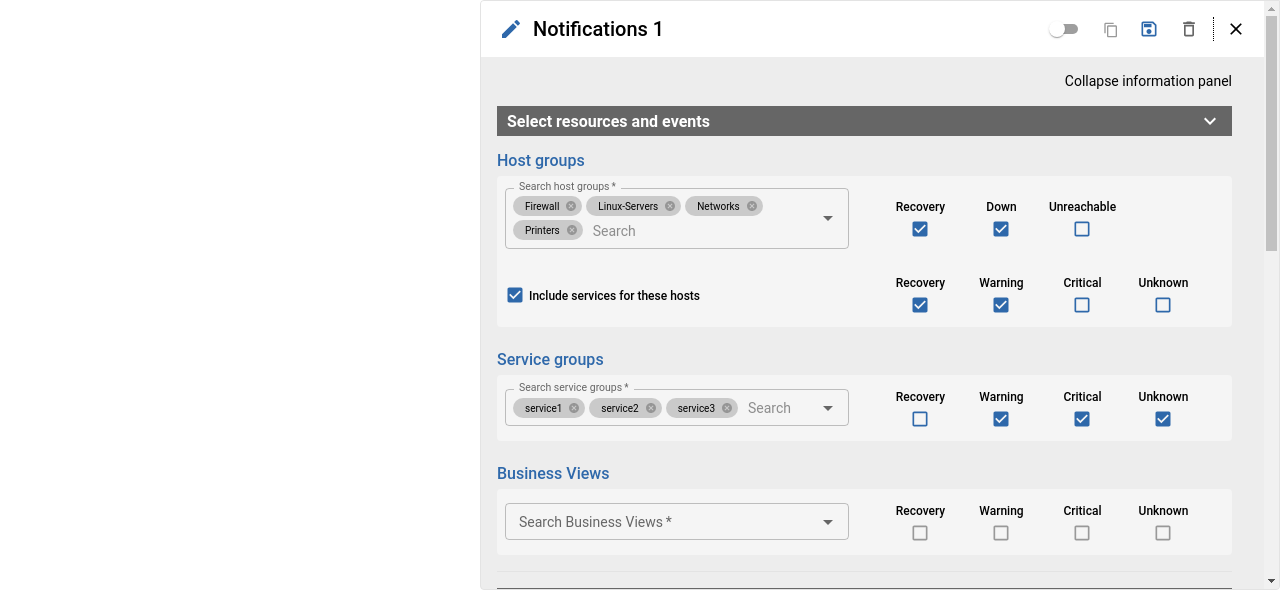 Notifications 1
Collapse information panel
Select resources and events
Host groups
Search host groups *
Firewall Linux-Servers Networks
Printers Search
Recovery Down Unreachable
Include services for these hosts
Recovery Warning Critical Unknown
Service groups
Search service groups *
service1 service2 service3 Search
Recovery Warning Critical Unknown
Business Views
Search Business Views *
Recovery Warning Critical Unknown